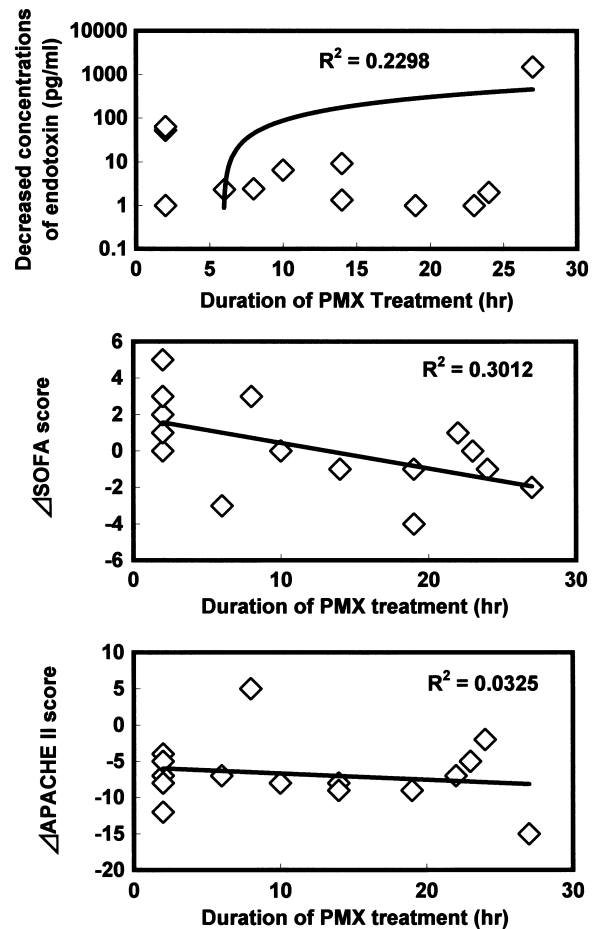 10000
1000
100
10
1
0.1
Decreased concentrations
of endotoxin (pg/ml)
R² = 0.2298
0 5 10 15 20 25 30
Duration of PMX Treatment (hr)
6
4
2
0
-2
-4
-6
⊿SOFA score
R² = 0.3012
0 10 20 30
Duration of PMX treatment (hr)
10
5
0
-5
-10
-15
-20
⊿APACHE II score
R² = 0.0325
0 10 20 30
Duration of PMX treatment (hr)